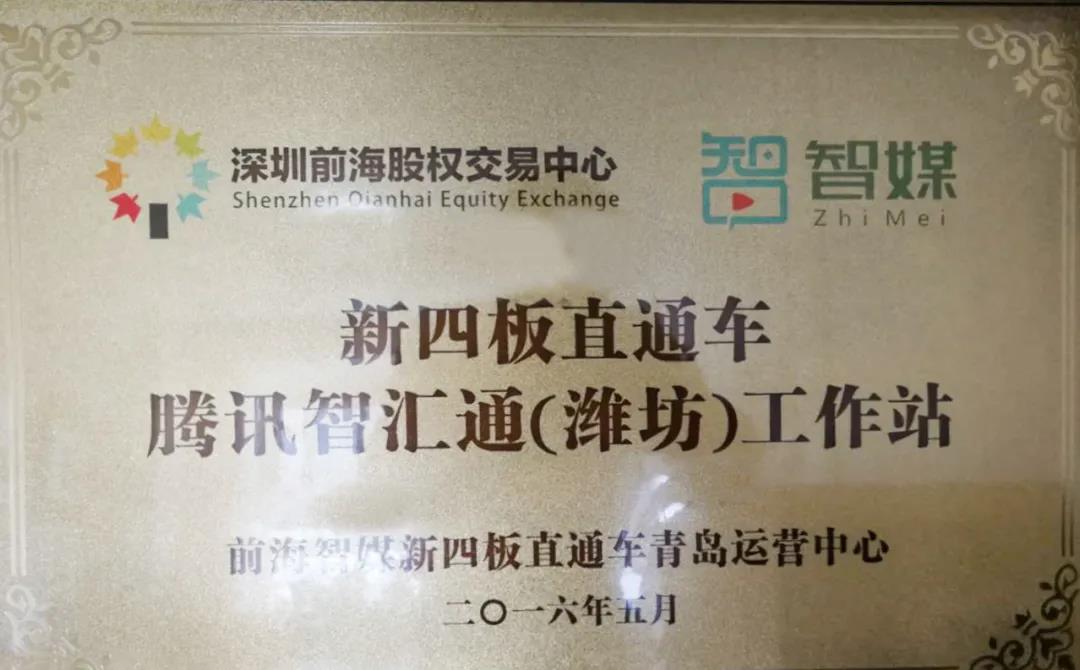 深圳前海股权交易中心
Shenzhen Qianhai Equity Exchange
智
智媒
Zhi Mei
新四板直通车
腾讯智汇通(潍坊)工作站
前海智媒新四板直通车青岛运营中心
二〇一六年五月